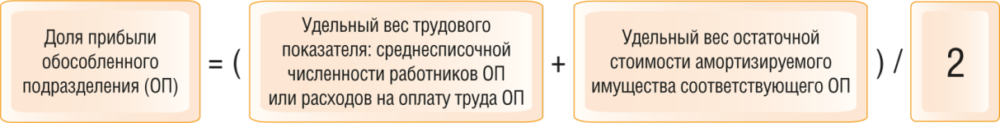 Доля прибыли
обособленного
подразделения (ОП)
= (
Удельный вес трудового
показателя: среднесписочной
численности работников ОП
или расходов на оплату труда ОП
+
Удельный вес остаточной
стоимости амортизируемого
имущества соответствующего ОП
) /
2